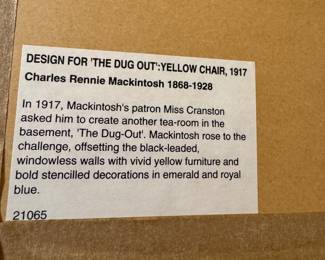 DESIGN FOR 'THE DUG OUT':YELLOW CHAIR, 1917
Charles Rennie Mackintosh 1868-1928
In 1917, Mackintosh's patron Miss Cranston
asked him to create another tea-room in the
basement, 'The Dug-Out'. Mackintosh rose to the
challenge, offsetting the black-leaded,
windowless walls with vivid yellow furniture and
bold stencilled decorations in emerald and royal
blue.
21065